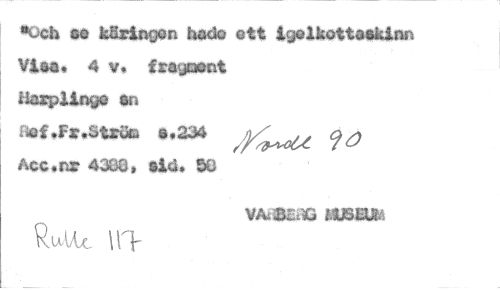 "Och se käringen hade ett igelkottaskinn
Visa. 4 v. fragment
Harplinge sn
Ref.Fr.Ström s.234
Norde 90
Acc.nr 4388, sid. 58
VARBERG MUSEUM
Rulle 117